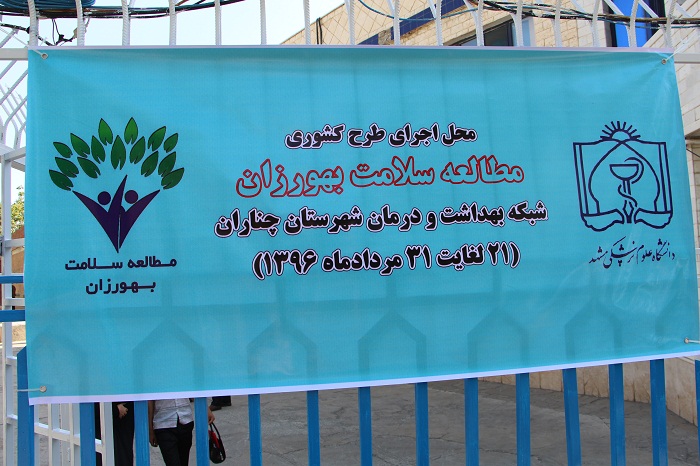 محل اجرای طرح کشوری
مطالعه سلامت بهورزان
شبکه بهداشت و درمان شهرستان چناران
(۲۱ لغایت ۳۱ مردادماه ۱۳۹۶)
دانشگاه علوم پزشکی مشهد
مطالعه سلامت
بهورزان